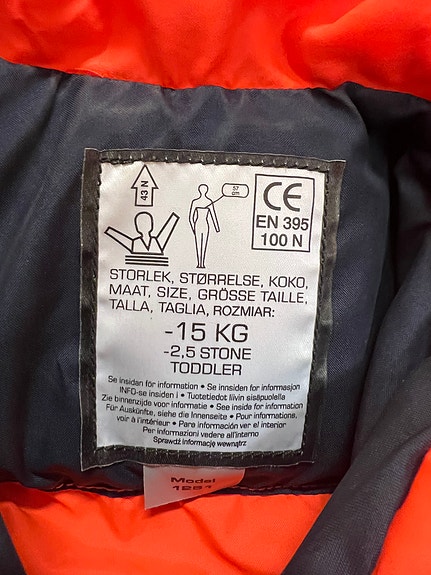 43 N
57
cm
CE
EN 395
100 N
STORLEK, STØRRELSE, KOKO,
MAAT, SIZE, GRÖSSE TAILLE,
TALLA, TAGLIA, ROZMIAR:
-15 KG
-2,5 STONE
TODDLER
Se insidan för information • Se innsiden for informasjon
INFO-se insiden i • Tuotetiedot liivin sisäpuolella
Zie binnenzijde voor informatie • See inside for information
Für Auskünfte, siehe die Innenseite • Pour informations,
voir à l'intérieur • Para información ver el interior
Per informazioni vedere all'interno
Sprawdź informację wewnątrz
Model